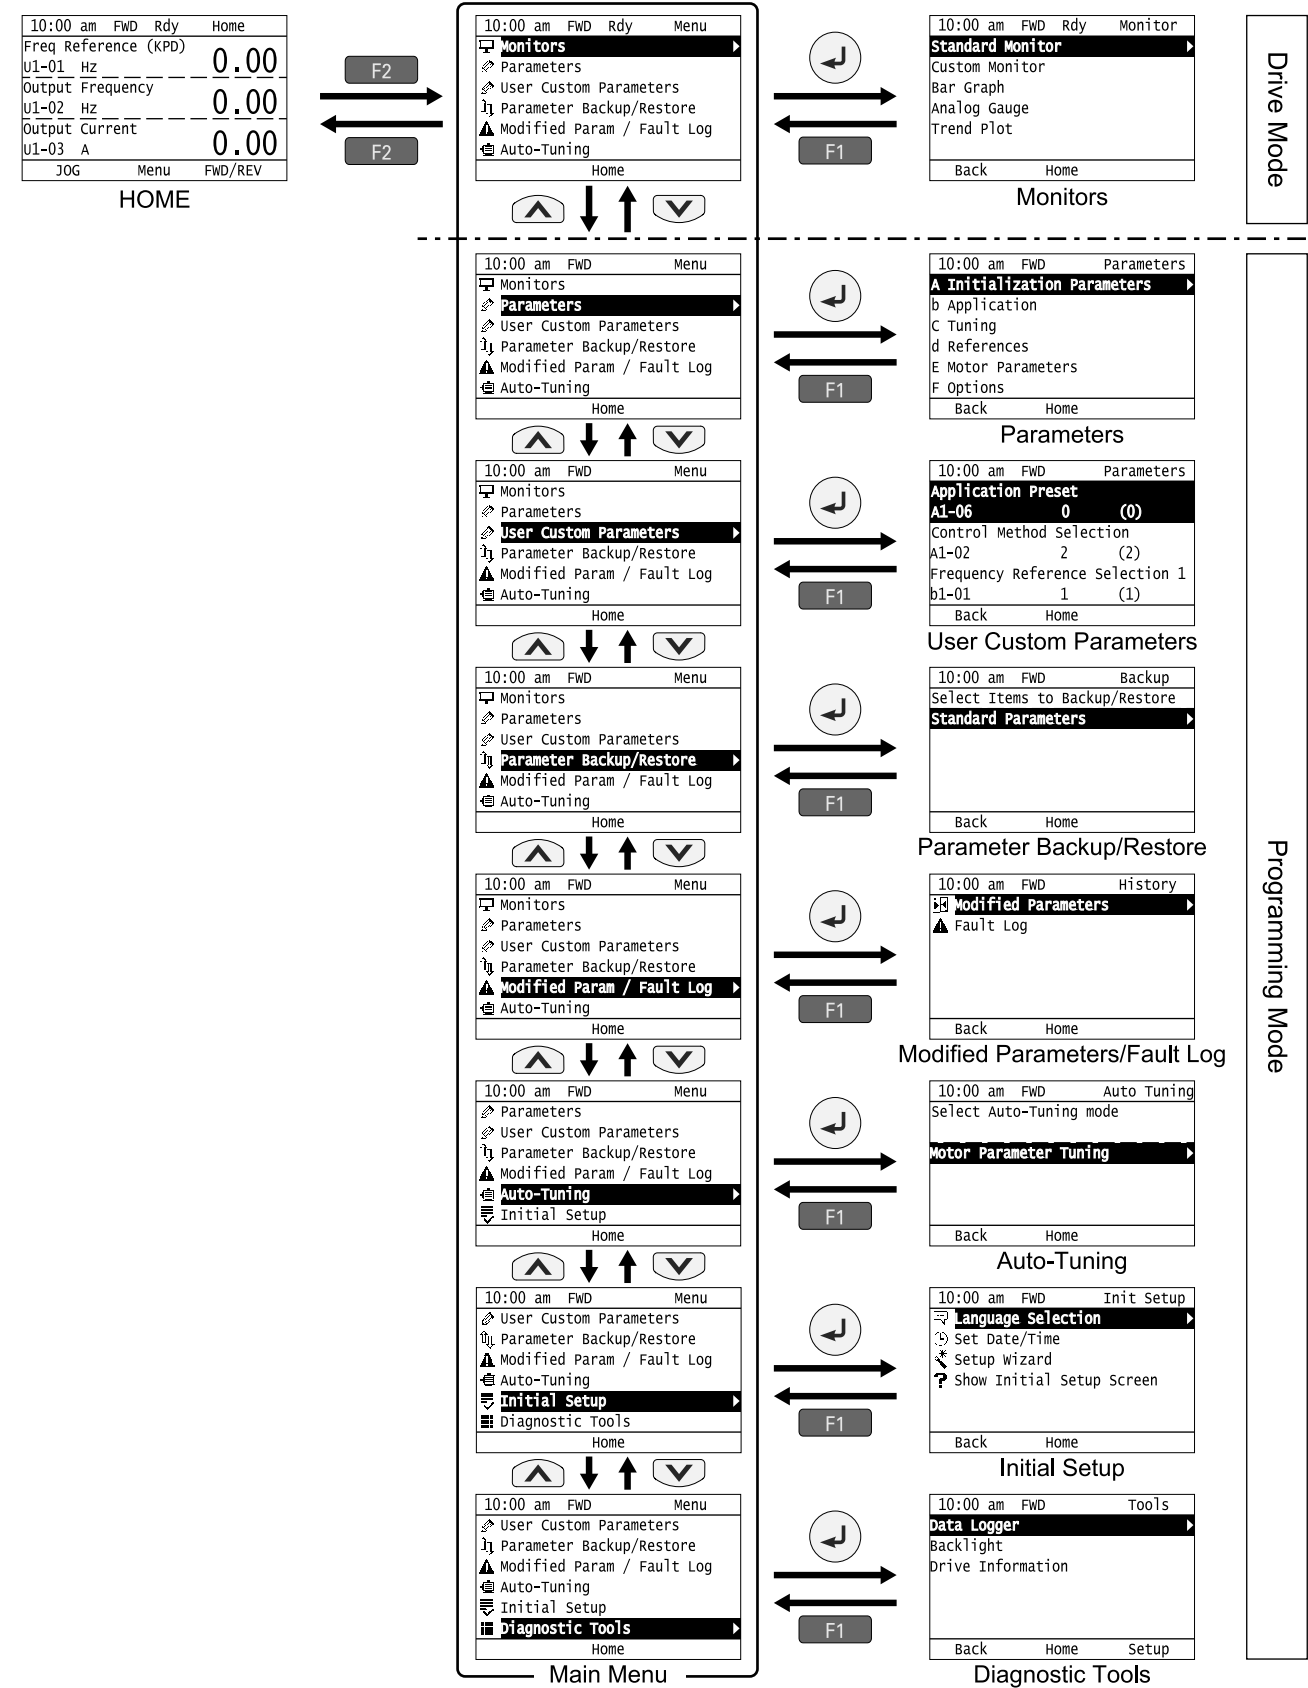 10:00 am FWD Rdy Home
Freq Reference (KPD)
U1-01 Hz 0.00
Output Frequency
U1-02 Hz 0.00
Output Current
U1-03 A 0.00
JOG Menu FWD/REV
HOME
F2
F2
10:00 am FWD Rdy Menu
Monitors
Parameters
User Custom Parameters
Parameter Backup/Restore
Modified Param / Fault Log
Auto-Tuning
Home
F1
10:00 am FWD Rdy Monitor
Standard Monitor
Custom Monitor
Bar Graph
Analog Gauge
Trend Plot
Back Home
Monitors
Drive Mode
10:00 am FWD Menu
Monitors
Parameters
User Custom Parameters
Parameter Backup/Restore
Modified Param / Fault Log
Auto-Tuning
Home
F1
10:00 am FWD Parameters
A Initialization Parameters
b Application
C Tuning
d References
E Motor Parameters
F Options
Back Home
Parameters
10:00 am FWD Menu
Monitors
Parameters
User Custom Parameters
Parameter Backup/Restore
Modified Param / Fault Log
Auto-Tuning
Home
F1
10:00 am FWD Parameters
Application Preset
A1-06 0 (0)
Control Method Selection
A1-02 2 (2)
Frequency Reference Selection 1
b1-01 1 (1)
Back Home
User Custom Parameters
10:00 am FWD Menu
Monitors
Parameters
User Custom Parameters
Parameter Backup/Restore
Modified Param / Fault Log
Auto-Tuning
Home
F1
10:00 am FWD Backup
Select Items to Backup/Restore
Standard Parameters
Back Home
Parameter Backup/Restore
10:00 am FWD Menu
Monitors
Parameters
User Custom Parameters
Parameter Backup/Restore
Modified Param / Fault Log
Auto-Tuning
Home
F1
10:00 am FWD History
Modified Parameters
Fault Log
Back Home
Modified Parameters/Fault Log
Programming Mode
10:00 am FWD Menu
Parameters
User Custom Parameters
Parameter Backup/Restore
Modified Param / Fault Log
Auto-Tuning
Initial Setup
Home
F1
10:00 am FWD Auto Tuning
Select Auto-Tuning mode
Motor Parameter Tuning
Back Home
Auto-Tuning
10:00 am FWD Menu
User Custom Parameters
Parameter Backup/Restore
Modified Param / Fault Log
Auto-Tuning
Initial Setup
Diagnostic Tools
Home
F1
10:00 am FWD Init Setup
Language Selection
Set Date/Time
Setup Wizard
Show Initial Setup Screen
Back Home
Initial Setup
10:00 am FWD Menu
User Custom Parameters
Parameter Backup/Restore
Modified Param / Fault Log
Auto-Tuning
Initial Setup
Diagnostic Tools
Home
Main Menu
F1
10:00 am FWD Tools
Data Logger
Backlight
Drive Information
Back Home Setup
Diagnostic Tools